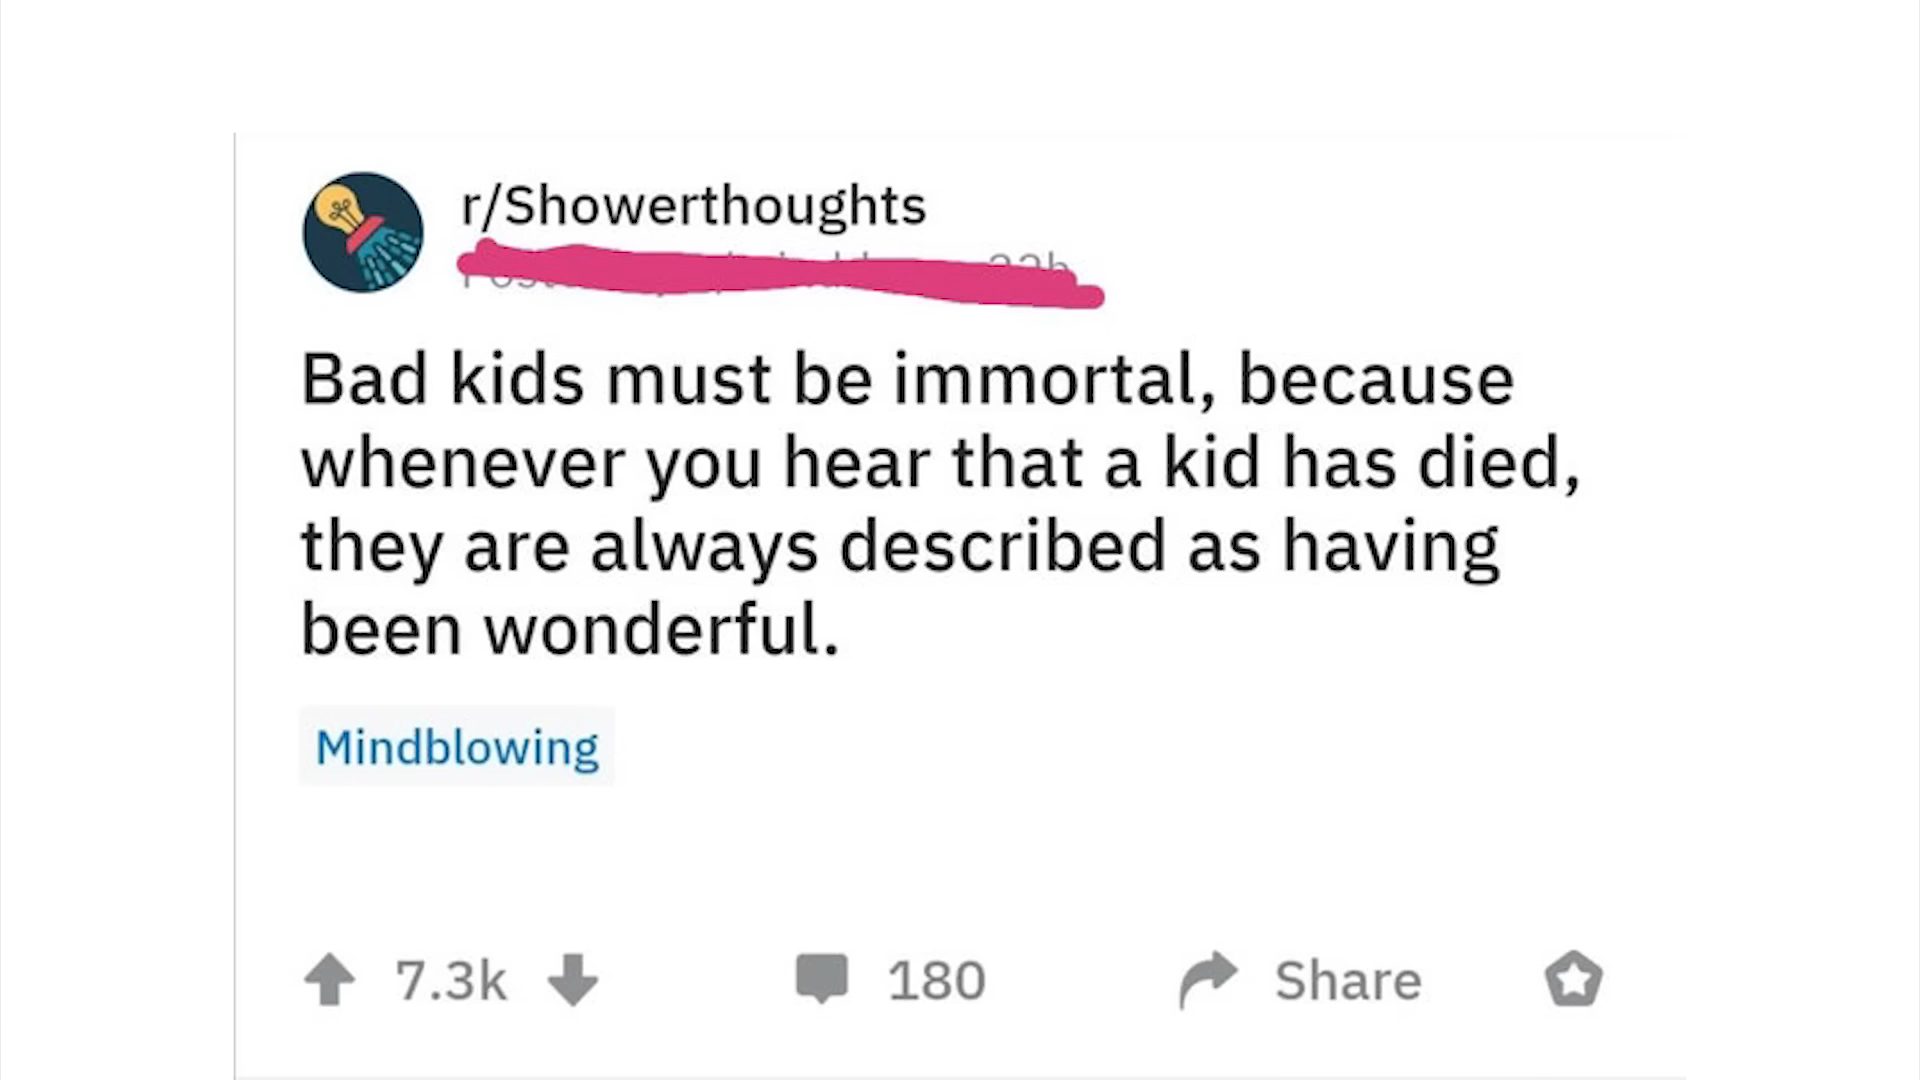 r/Showerthoughts
Bad kids must be immortal, because
whenever you hear that a kid has died,
they are always described as having
been wonderful.
Mindblowing
7.3k
180
Share